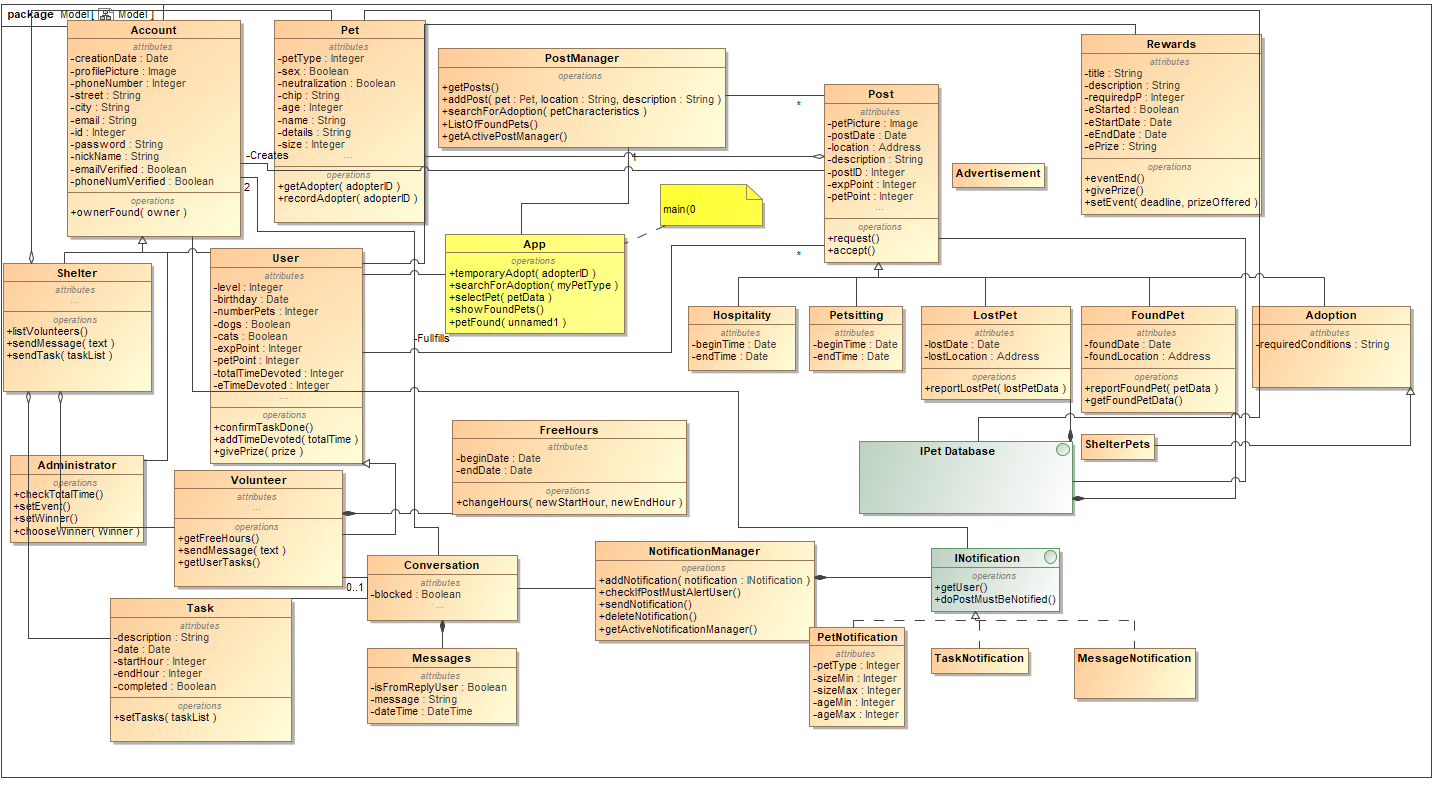 package Model [ Model ]
Account
attributes
-creationDate : Date
-profilePicture : Image
-phoneNumber : Integer
-street : String
-city : String
-email : String
-id : Integer
-password : String
-nickName : String
-emailVerified : Boolean
-phoneNumVerified : Boolean
operations
+ownerFound( owner )
Pet
attributes
-petType : Integer
-sex : Boolean
-neutralization : Boolean
-chip : String
-age : Integer
-name : String
-details : String
-size : Integer
...
operations
+getAdopter( adopterID )
+recordAdopter( adopterID )
PostManager
operations
+getPosts()
+addPost( pet : Pet, location : String, description : String )
+searchForAdoption( petCharacteristics )
+ListOfFoundPets()
+getActivePostManager()
Post
attributes
-petPicture : Image
-postDate : Date
-location : Address
-description : String
-postID : Integer
-expPoint : Integer
-petPoint : Integer
...
operations
+request()
+accept()
Rewards
attributes
-title : String
-description : String
-requiredpP : Integer
-eStarted : Boolean
-eStartDate : Date
-eEndDate : Date
-ePrize : String
operations
+eventEnd()
+givePrize()
+setEvent( deadline, prizeOffered )
Advertisement
-Creates
2
1
*
*
main(0
App
operations
+temporaryAdopt( adopterID )
+searchForAdoption( myPetType )
+selectPet( petData )
+showFoundPets()
+petFound( unnamed1 )
-Fullfills
Shelter
attributes
...
operations
+listVolunteers()
+sendMessage( text )
+sendTask( taskList )
User
attributes
-level : Integer
-birthday : Date
-numberPets : Integer
-dogs : Boolean
-cats : Boolean
-expPoint : Integer
-petPoint : Integer
-totalTimeDevoted : Integer
-eTimeDevoted : Integer
...
operations
+confirmTaskDone()
+addTimeDevoted( totalTime )
+givePrize( prize )
Hospitality
attributes
-beginTime : Date
-endTime : Date
Petsitting
attributes
-beginTime : Date
-endTime : Date
LostPet
attributes
-lostDate : Date
-lostLocation : Address
operations
+reportLostPet( lostPetData )
FoundPet
attributes
-foundDate : Date
-foundLocation : Address
operations
+reportFoundPet( petData )
+getFoundPetData()
Adoption
attributes
-requiredConditions : String
ShelterPets
IPet Database
Administrator
operations
+checkTotalTime()
+setEvent()
+setWinner()
+chooseWinner( Winner )
Volunteer
attributes
...
operations
+getFreeHours()
+sendMessage( text )
+getUserTasks()
FreeHours
attributes
-beginDate : Date
-endDate : Date
operations
+changeHours( newStartHour, newEndHour )
0..1
Conversation
attributes
-blocked : Boolean
...
NotificationManager
operations
+addNotification( notification : INotification )
+checkIfPostMustAlertUser()
+sendNotification()
+deleteNotification()
+getActiveNotificationManager()
INotification
operations
+getUser()
+doPostMustBeNotified()
Task
attributes
-description : String
-date : Date
-startHour : Integer
-endHour : Integer
-completed : Boolean
operations
+setTasks( taskList )
Messages
attributes
-isFromReplyUser : Boolean
-message : String
-dateTime : DateTime
PetNotification
attributes
-petType : Integer
-sizeMin : Integer
-sizeMax : Integer
-ageMin : Integer
-ageMax : Integer
TaskNotification
MessageNotification